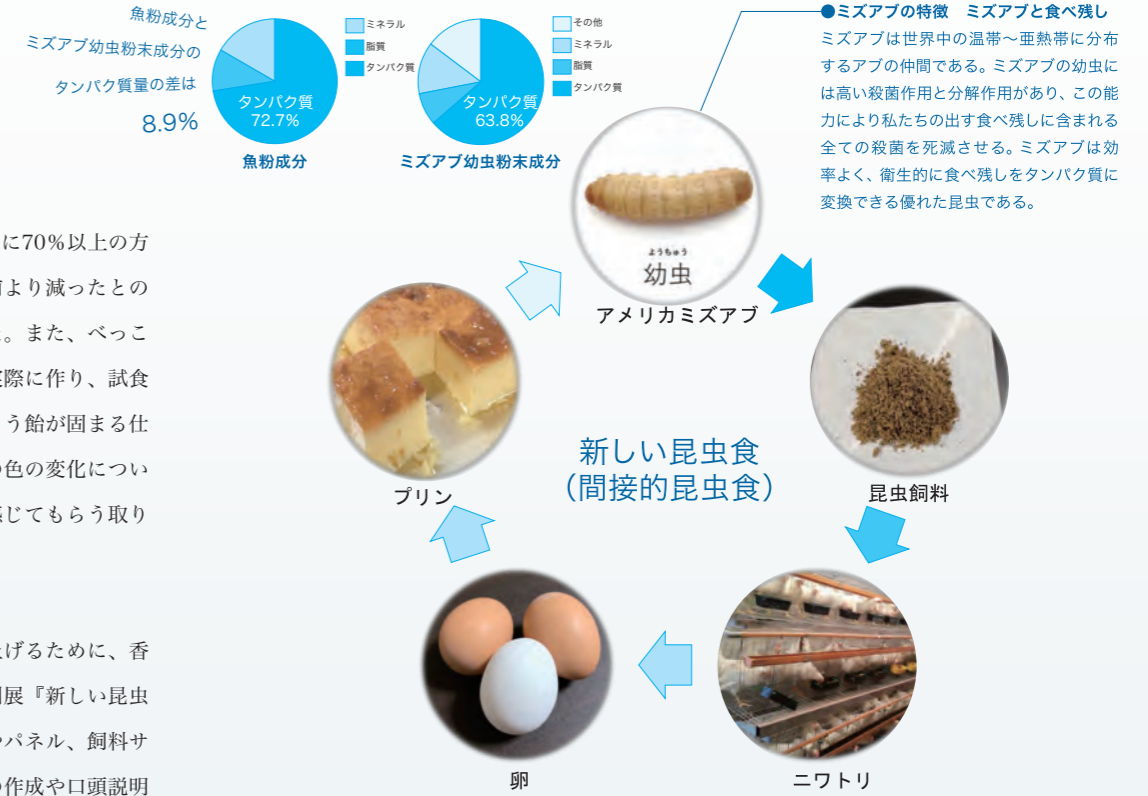 魚粉成分と
ミズアブ幼虫粉末成分の
タンパク質量の差は
8.9%
ミネラル
脂質
タンパク質
タンパク質
72.7%
魚粉成分
その他
ミネラル
脂質
タンパク質
タンパク質
63.8%
ミズアブ幼虫粉末成分
●ミズアブの特徴　ミズアブと食べ残し
ミズアブは世界中の温帯～亜熱帯に分布
するアブの仲間である。ミズアブの幼虫に
は高い殺菌作用と分解作用があり、この能
力により私たちの出す食べ残しに含まれる
全ての殺菌を死滅させる。ミズアブは効
率よく、衛生的に食べ残しをタンパク質に
変換できる優れた昆虫である。
ようちゅう
幼虫
アメリカミズアブ
昆虫飼料
ニワトリ
卵
プリン
新しい昆虫食
（間接的昆虫食）
に70％以上の方
より減ったとの
。また、べっこ
際に作り、試食
う飴が固まる仕
色の変化につい
感じてもらう取り
げるために、香
展『新しい昆虫
パネル、飼料サ
作成や口頭説明